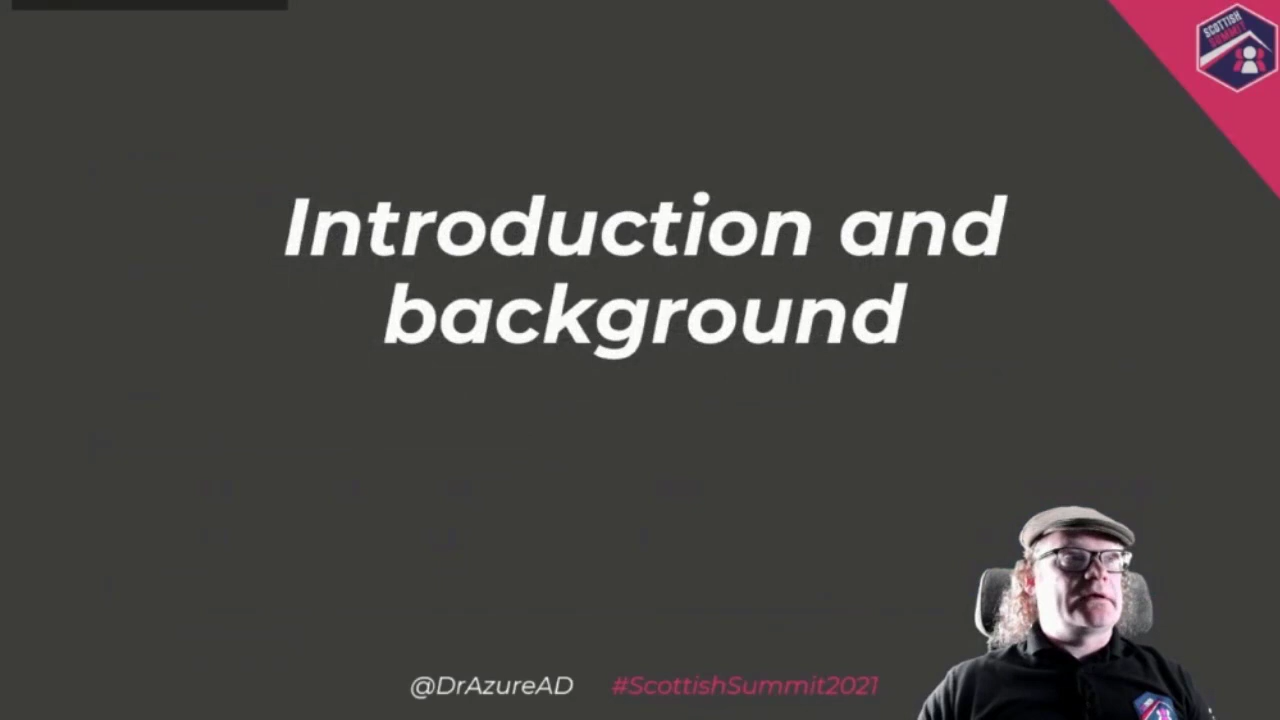 SCOTTISH
SUMMIT
Introduction and
background
@DrAzureAD #ScottishSummit2021